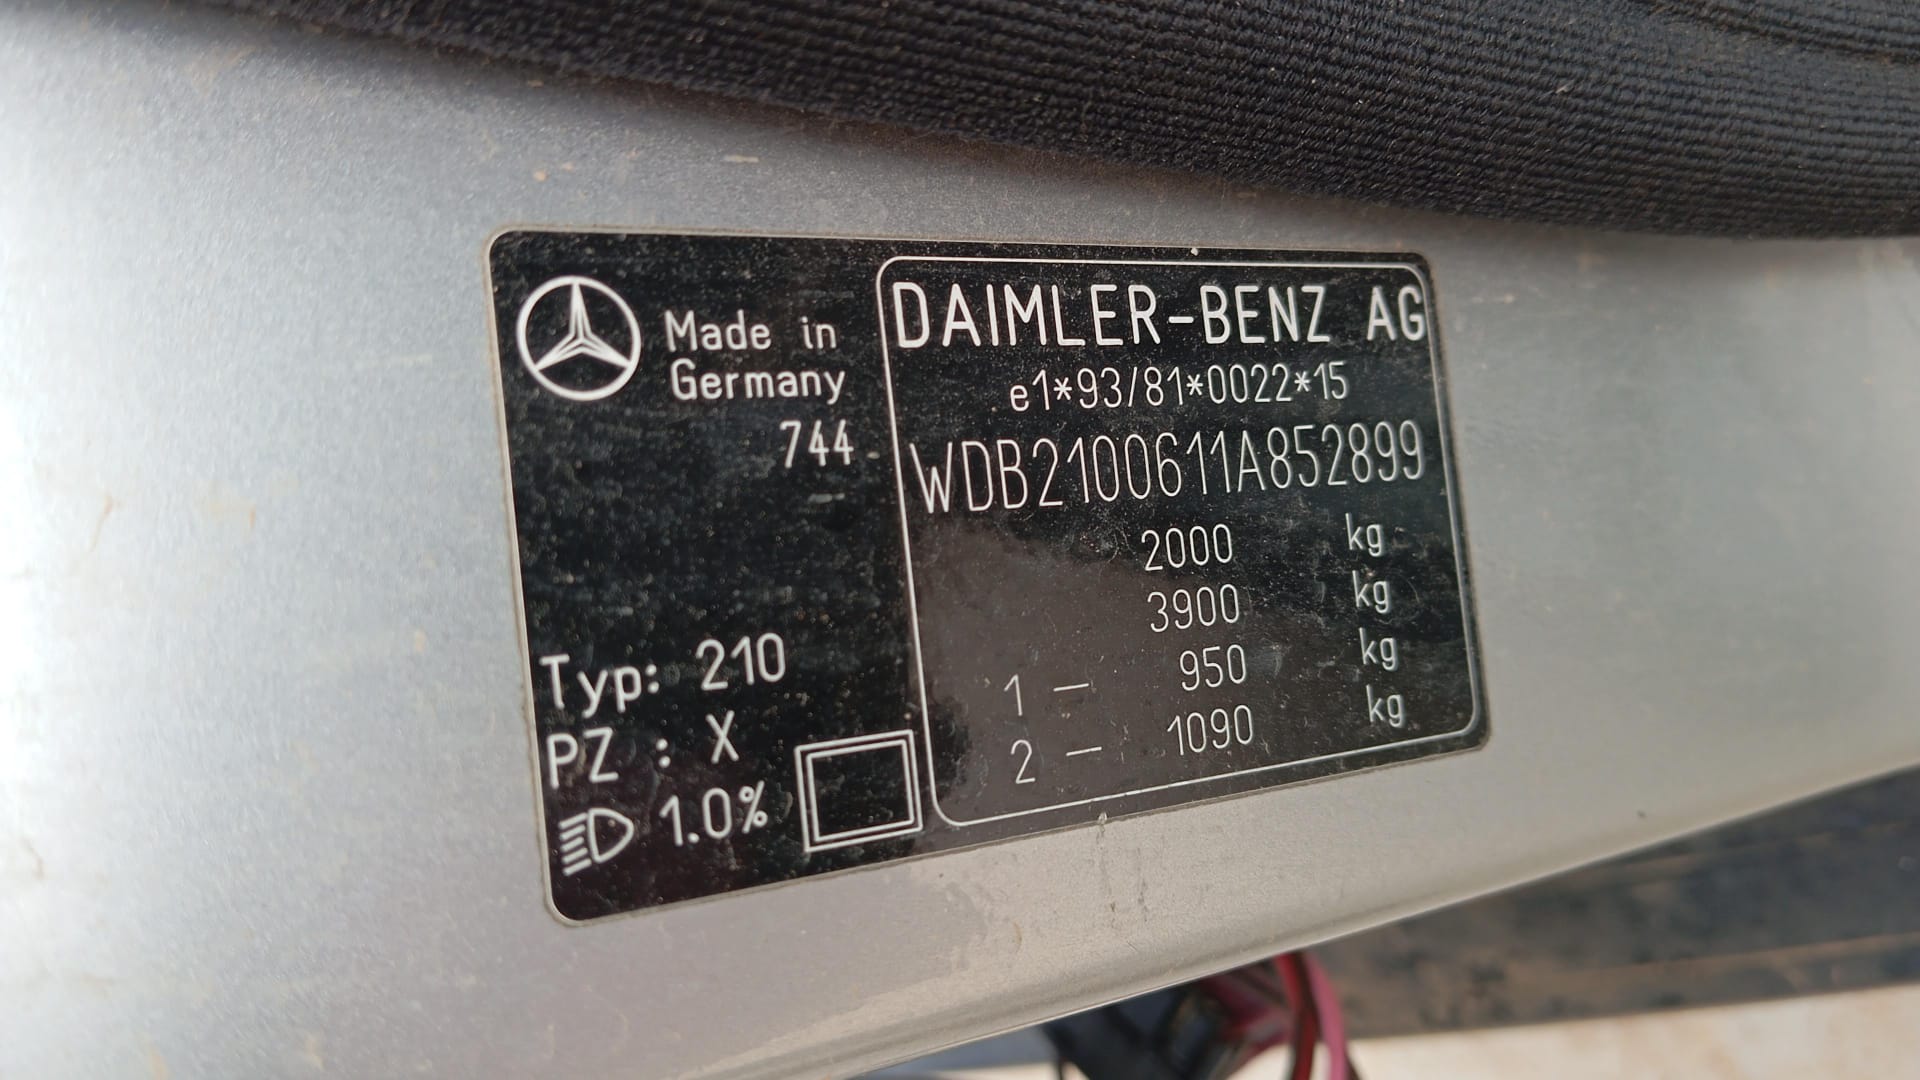 Made in
Germany
744
Typ: 210
PZ : X
1.0%
DAIMLER-BENZ AG
e1*93/81*0022*15
WDB2100611A852899
2000 kg
3900 kg
1 – 950 kg
2 – 1090 kg